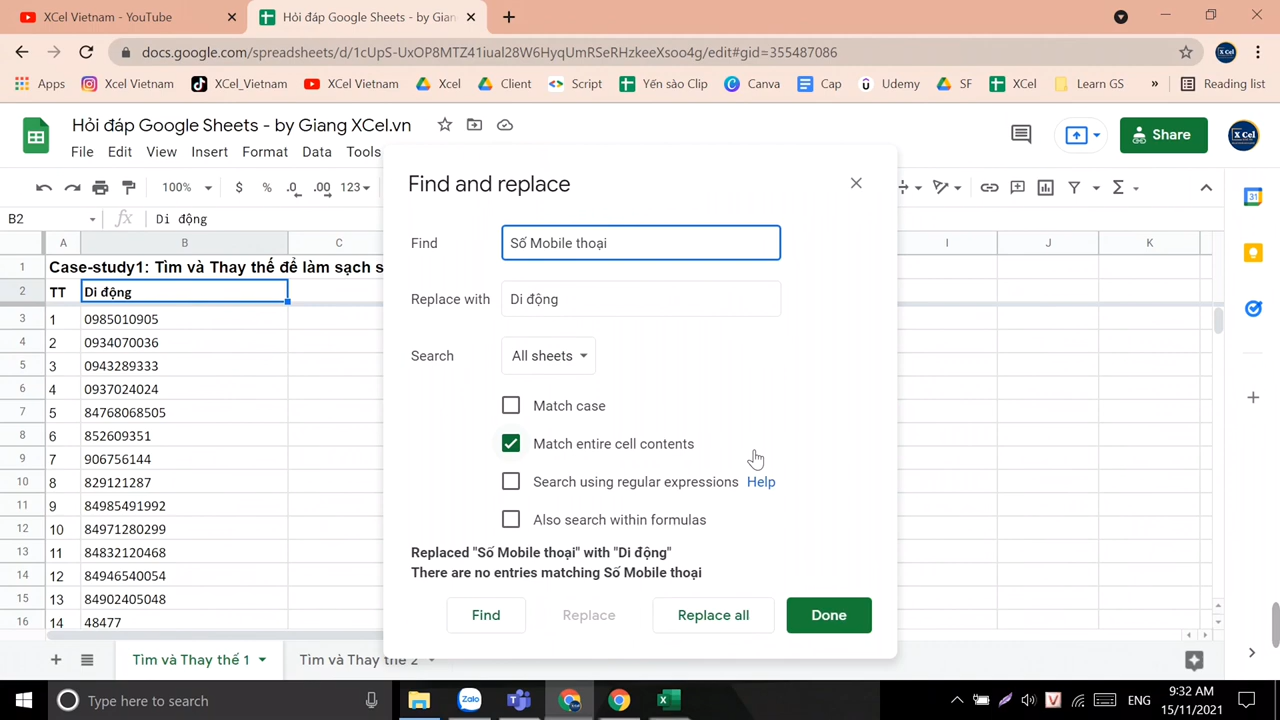 XCel Vietnam - YouTube
Hỏi đáp Google Sheets - by Giang
docs.google.com/spreadsheets/d/1cUpS-UxOP8MTZ41iuaI28W6HyqUmRSeRHzkeeXsoo4g/edit#gid=355487086
Apps Xcel Vietnam Xcel_Vietnam Xcel Vietnam Xcel Client Script Yến sào Clip Canva Cap Udemy SF XCel Learn GS » Reading list
Hỏi đáp Google Sheets - by Giang XCel.vn
Share
X Cel
File Edit View Insert Format Data Tools
100% $ % .0 .00 123
B2 fx Di động
A B C I J K
1 Case-study1: Tìm và Thay thế để làm sạch s
2 TT Di động
3 1 0985010905
4 2 0934070036
5 3 0943289333
6 4 0937024024
7 5 84768068505
8 6 852609351
9 7 906756144
10 8 829121287
11 9 84985491992
12 10 84971280299
13 11 84832120468
14 12 84946540054
15 13 84902405048
16 14 48477
Find and replace
Find Số Mobile thoại
Replace with Di động
Search All sheets
Match case
Match entire cell contents
Search using regular expressions Help
Also search within formulas
Replaced "Số Mobile thoại" with "Di động"
There are no entries matching Số Mobile thoại
Find Replace Replace all Done
Tìm và Thay thế 1 Tìm và Thay thế 2
31
Type here to search
Zalo
V ENG
9:32 AM
15/11/2021